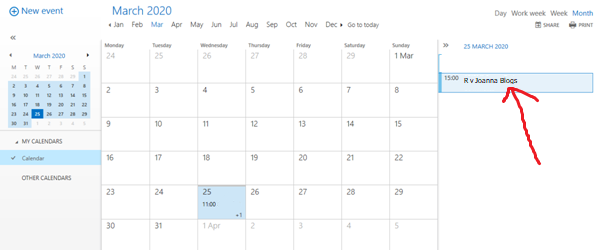 New event
March 2020
Jan Feb Mar Apr May Jun Jul Aug Sep Oct Nov Dec Go to today
Day Work week Week Month
SHARE PRINT
March 2020
M T W T F S S
24 25 26 27 28 29 1
2 3 4 5 6 7 8
9 10 11 12 13 14 15
16 17 18 19 20 21 22
23 24 25 26 27 28 29
30 31 1 2 3 4 5
MY CALENDARS
Calendar
OTHER CALENDARS
Monday Tuesday Wednesday Thursday Friday Saturday Sunday
24 25 26 27 28 29 1 Mar
2 3 4 5 6 7 8
9 10 11 12 13 14 15
16 17 18 19 20 21 22
23 24 25 26 27 28 29
11:00
+1
30 31 1 Apr 2 3 4 5
25 MARCH 2020
15:00 R v Joanna Blogs